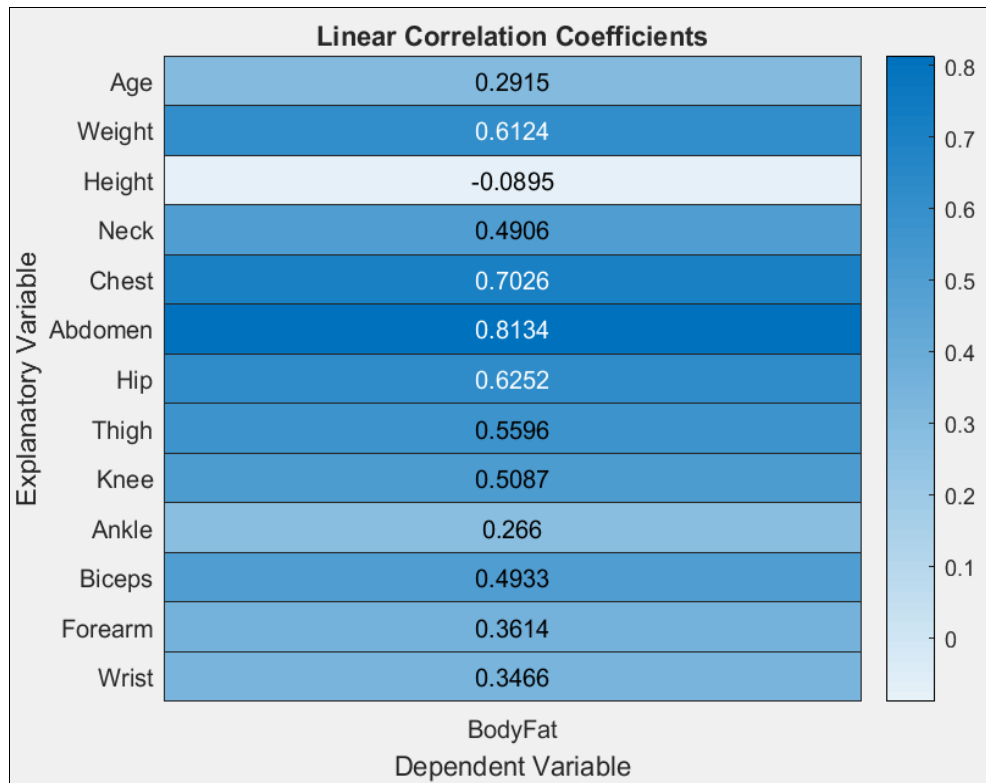 Linear Correlation Coefficients
Explanatory Variable
Age 0.2915
Weight 0.6124
Height -0.0895
Neck 0.4906
Chest 0.7026
Abdomen 0.8134
Hip 0.6252
Thigh 0.5596
Knee 0.5087
Ankle 0.266
Biceps 0.4933
Forearm 0.3614
Wrist 0.3466
BodyFat
Dependent Variable
0.8
0.7
0.6
0.5
0.4
0.3
0.2
0.1
0